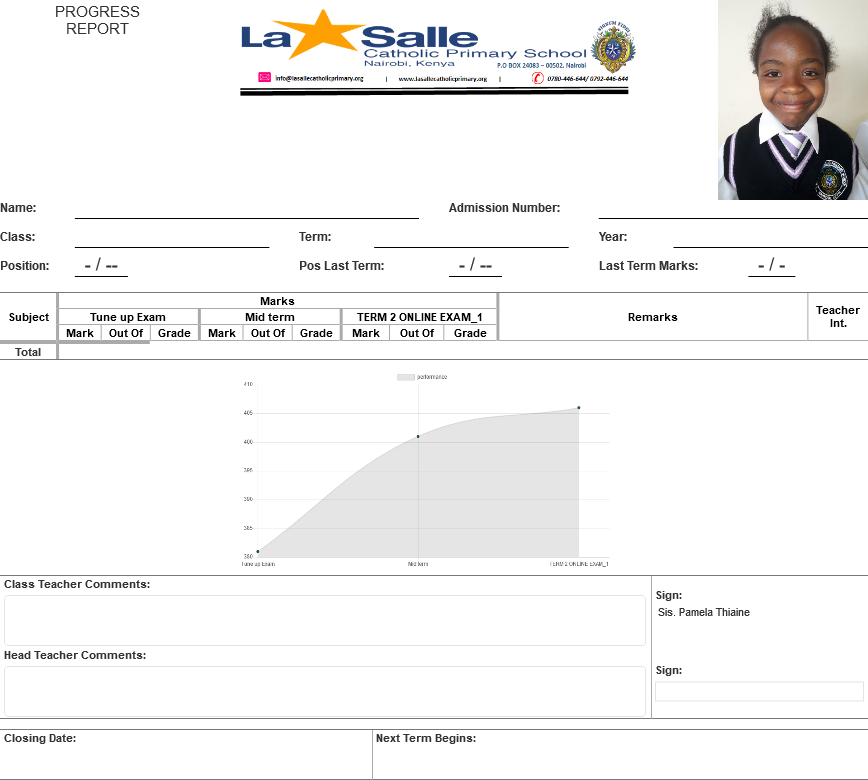 PROGRESS
REPORT
La Salle
Catholic Primary School
Nairobi, Kenya
P.O BOX 24083 – 00502, Nairobi
info@lasallecatholicprimary.org | www.lasallecatholicprimary.org | 0780-446-644/ 0792-446-644
Name: Admission Number:
Class: Term: Year:
Position: - / -- Pos Last Term: - / -- Last Term Marks: - / -
Subject Marks Remarks Teacher Int.
Tune up Exam Mid term TERM 2 ONLINE EXAM_1
Mark Out Of Grade Mark Out Of Grade Mark Out Of Grade
Total
performance
410
405
400
395
390
385
380
Tune up Exam Mid term TERM 2 ONLINE EXAM_1
Class Teacher Comments:
Sign:
Sis. Pamela Thiaine
Head Teacher Comments:
Sign:
Closing Date: Next Term Begins: